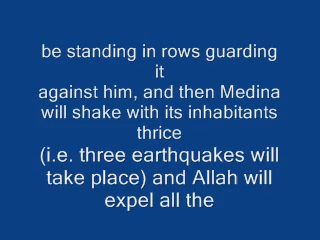 be standing in rows guarding
it
against him, and then Medina
will shake with its inhabitants
thrice
(i.e. three earthquakes will
take place) and Allah will
expel all the